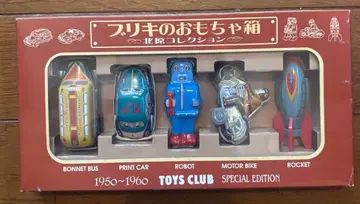 ブリキのおもちゃ箱
北原コレクション
BONNET BUS
PRINT CAR
ROBOT
MOTOR BIKE
ROCKET
1950~1960 TOYS CLUB SPECIAL EDITION